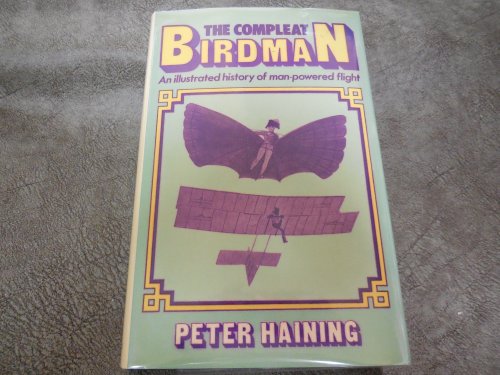 THE COMPLEAT
BIRDMAN
An illustrated history of man-powered flight
PETER HAINING